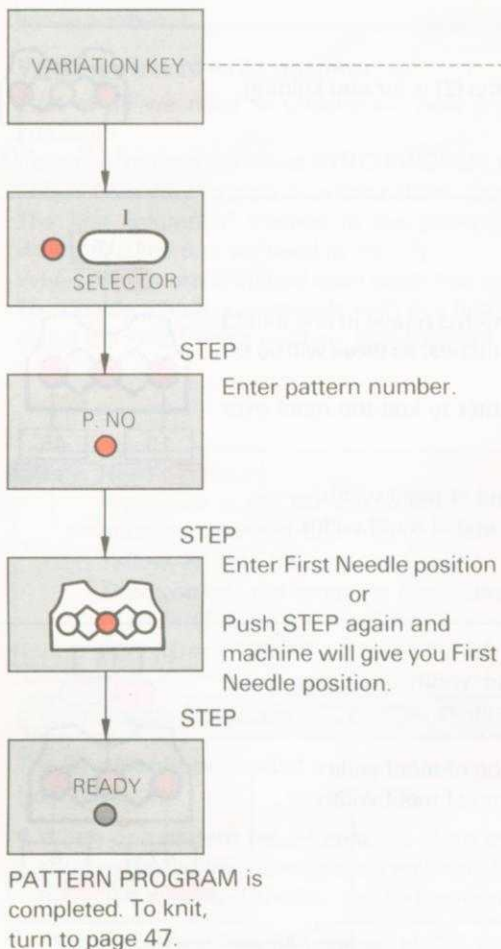 VARIATION KEY
I
SELECTOR
STEP
Enter pattern number.
P. NO
STEP
Enter First Needle position
or
Push STEP again and
machine will give you First
Needle position.
STEP
READY
PATTERN PROGRAM is
completed. To knit,
turn to page 47.